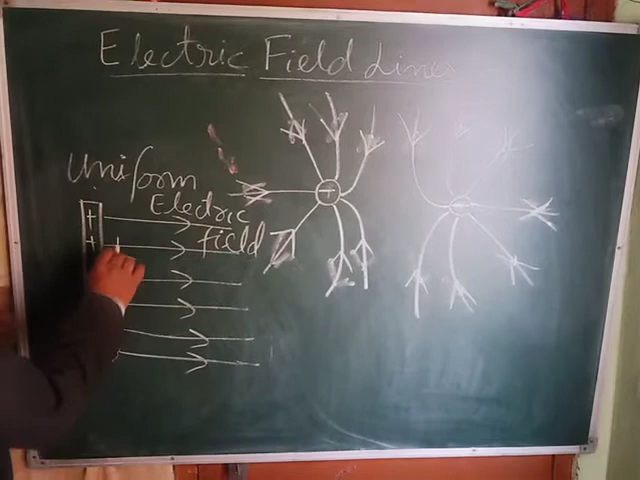 Electric Field Lines
Uniform
Electric
field
+
+
+
−